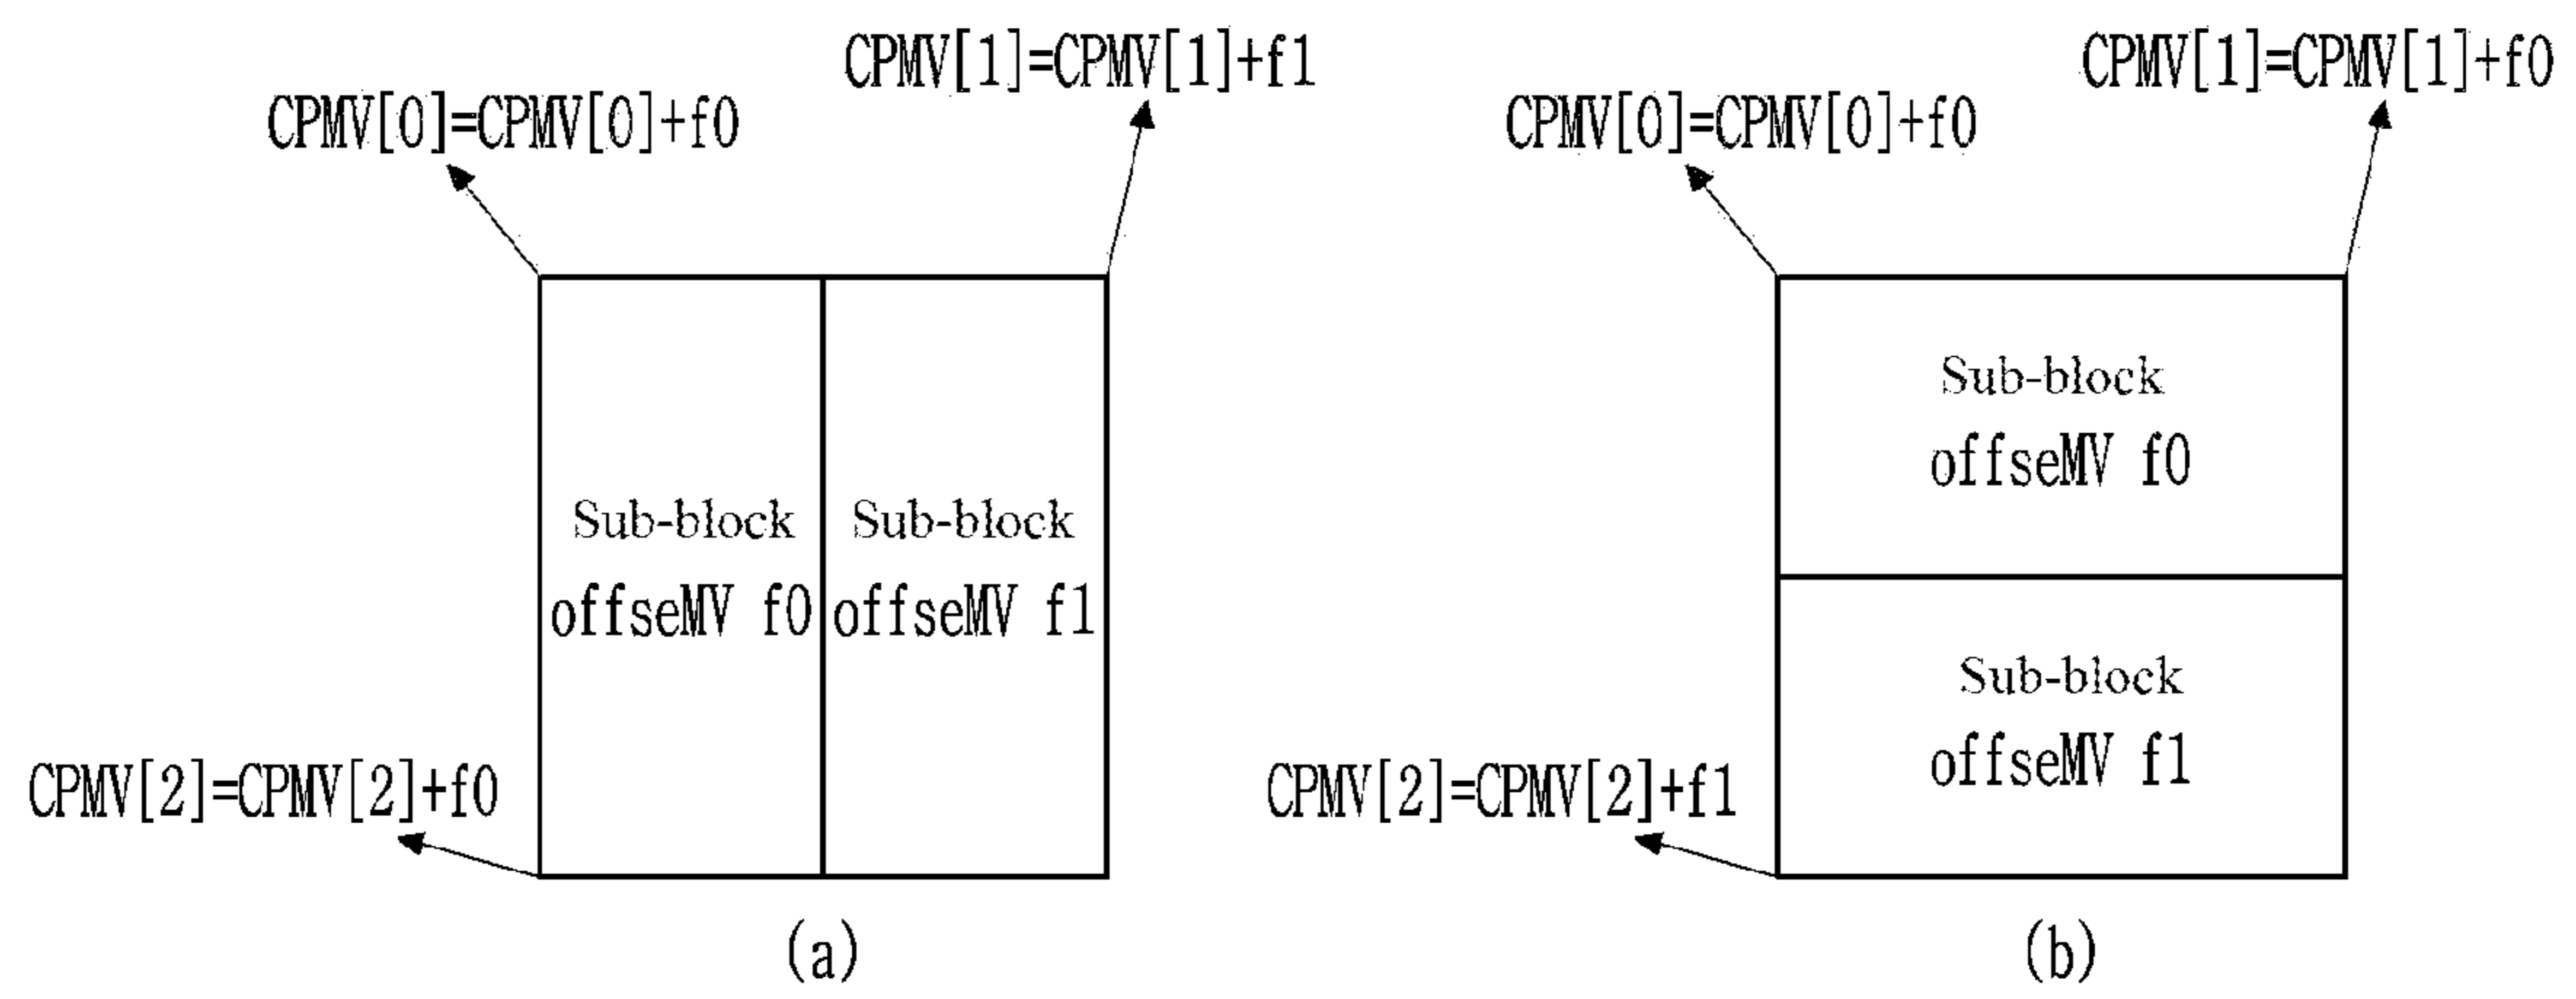 CPMV[0]=CPMV[0]+f0
CPMV[1]=CPMV[1]+f1
Sub-block
offseMV f0
Sub-block
offseMV f1
CPMV[2]=CPMV[2]+f0
(a)
CPMV[0]=CPMV[0]+f0
CPMV[1]=CPMV[1]+f0
Sub-block
offseMV f0
Sub-block
offseMV f1
CPMV[2]=CPMV[2]+f1
(b)